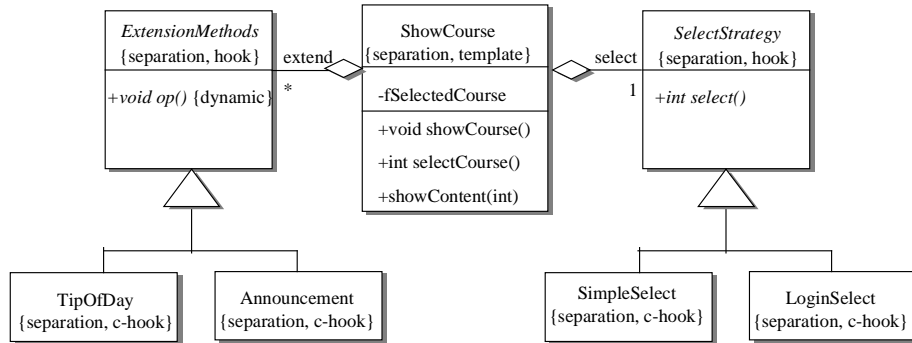 ExtensionMethods
{separation, hook}
+void op() {dynamic}
extend
*
ShowCourse
{separation, template}
-fSelectedCourse
+void showCourse()
+int selectCourse()
+showContent(int)
select
1
SelectStrategy
{separation, hook}
+int select()
TipOfDay
{separation, c-hook}
Announcement
{separation, c-hook}
SimpleSelect
{separation, c-hook}
LoginSelect
{separation, c-hook}